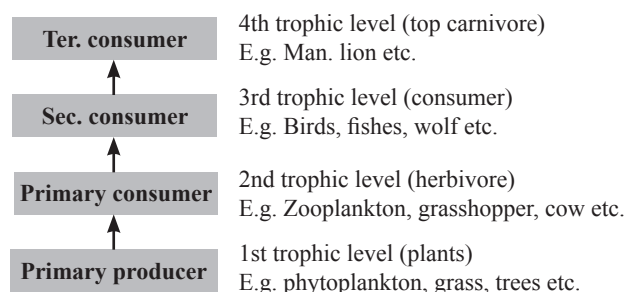 Ter. consumer
4th trophic level (top carnivore)
E.g. Man. lion etc.
Sec. consumer
3rd trophic level (consumer)
E.g. Birds, fishes, wolf etc.
Primary consumer
2nd trophic level (herbivore)
E.g. Zooplankton, grasshopper, cow etc.
Primary producer
1st trophic level (plants)
E.g. phytoplankton, grass, trees etc.